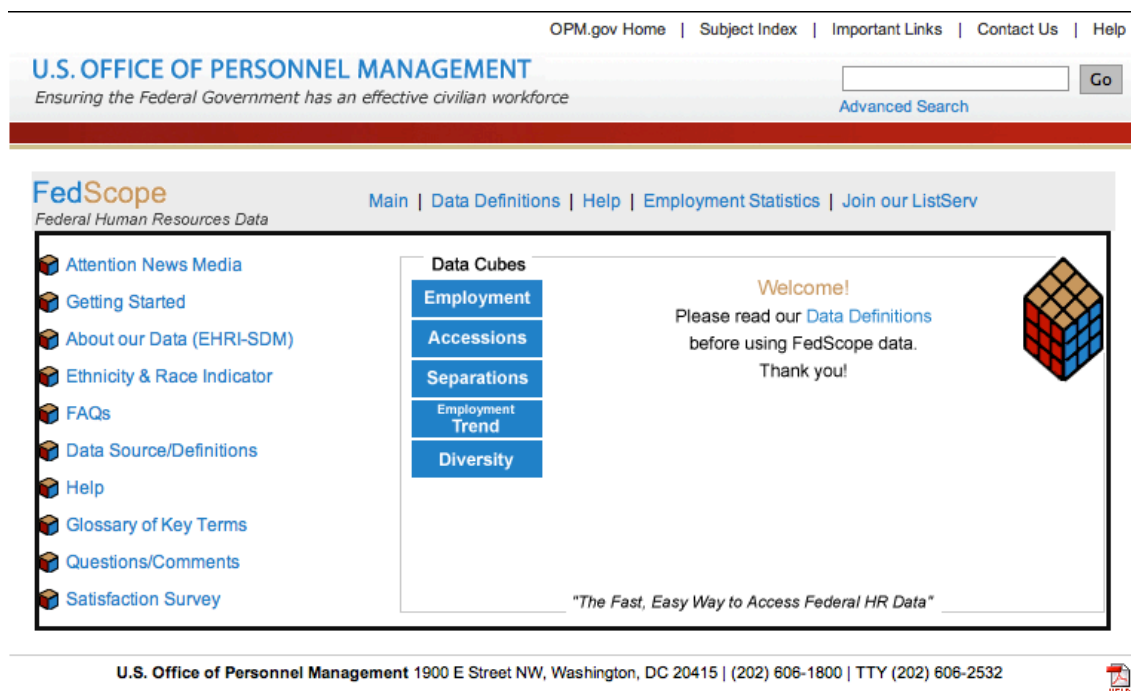 OPM.gov Home | Subject Index | Important Links | Contact Us | Help
U.S. OFFICE OF PERSONNEL MANAGEMENT
Ensuring the Federal Government has an effective civilian workforce
Go
Advanced Search
FedScope
Federal Human Resources Data
Main | Data Definitions | Help | Employment Statistics | Join our ListServ
Attention News Media
Getting Started
About our Data (EHRI-SDM)
Ethnicity & Race Indicator
FAQs
Data Source/Definitions
Help
Glossary of Key Terms
Questions/Comments
Satisfaction Survey
Data Cubes
Employment
Accessions
Separations
Employment
Trend
Diversity
Welcome!
Please read our Data Definitions
before using FedScope data.
Thank you!
"The Fast, Easy Way to Access Federal HR Data"
U.S. Office of Personnel Management 1900 E Street NW, Washington, DC 20415 | (202) 606-1800 | TTY (202) 606-2532